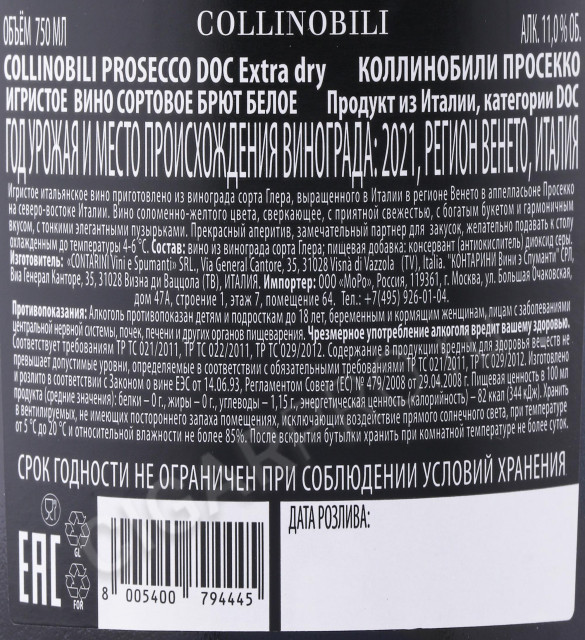 COLLINOBILI
ОБЪЁМ 750 МЛ
АЛК. 11,0 % ОБ.
COLLINOBILI PROSECCO DOC Extra dry
КОЛЛИНОБИЛИ ПРОСЕККО
ИГРИСТОЕ ВИНО СОРТОВОЕ БРЮТ БЕЛОЕ
Продукт из Италии, категории DOC
ГОД УРОЖАЯ И МЕСТО ПРОИСХОЖДЕНИЯ ВИНОГРАДА: 2021, РЕГИОН ВЕНЕТО, ИТАЛИЯ
Игристое итальянское вино приготовлено из винограда сорта Глера, выращенного в Италии в регионе Венето в аппелласьоне Просекко
на северо-востоке Италии. Вино соломенно-желтого цвета, сверкающее, с приятной свежестью, с богатым букетом и гармоничным
вкусом, с тонкими элегантными пузырьками. Прекрасный аперитив, замечательный партнер для закусок, желательно подавать к столу
охлажденным до температуры 4-6 °С. Состав: вино из винограда сорта Глера; пищевая добавка: консервант (антиокислитель) диоксид серы.
Изготовитель: «CONTARINI Vini e Spumanti» SRL., Via General Cantore, 35, 31028 Visnà di Vazzola (TV), Italia. "КОНТАРИНИ Вини э Спуманти" СРЛ,
Виа Генерал Канторе, 35, 31028 Визна ди Ваццола (ТВ), ИТАЛИЯ. Импортер: ООО «МоРо», Россия, 119361, г. Москва, ул. Большая Очаковская,
дом 47А, строение 1, этаж 7, помещение 64. Тел.: +7(495) 926-01-04.
Противопоказания: Алкоголь противопоказан детям и подросткам до 18 лет, беременным и кормящим женщинам, лицам с заболеваниями
центральной нервной системы, почек, печени и других органов пищеварения. Чрезмерное употребление алкоголя вредит вашему здоровью.
Соответствует требованиям ТР ТС 021/2011, ТР ТС 022/2011, ТР ТС 029/2012. Содержание в продукции вредных для здоровья веществ не
превышает допустимые уровни, определяемые в соответствии с обязательными требованиями ТР ТС 021/2011, ТР ТС 029/2012. Изготовлено
и розлито в соответствии с Законом о вине ЕЭС от 14.06.93, Регламентом Совета (ЕС) № 479/2008 от 29.04.2008 г. Пищевая ценность в 100 мл
продукта (средние значения): белки – 0 г., жиры – 0 г., углеводы – 1,15 г., энергетическая ценность (калорийность) – 82 ккал (344 кДж). Хранить
в вентилируемых, не имеющих постороннего запаха помещениях, исключающих воздействие прямого солнечного света, при температуре
от 5 °С до 20 °С и относительной влажности не более 85%. После вскрытия бутылки хранить при комнатной температуре не более суток.
СРОК ГОДНОСТИ НЕ ОГРАНИЧЕН ПРИ СОБЛЮДЕНИИ УСЛОВИЙ ХРАНЕНИЯ
ДАТА РОЗЛИВА:
GL
EAC
FOR
8 005400 794445